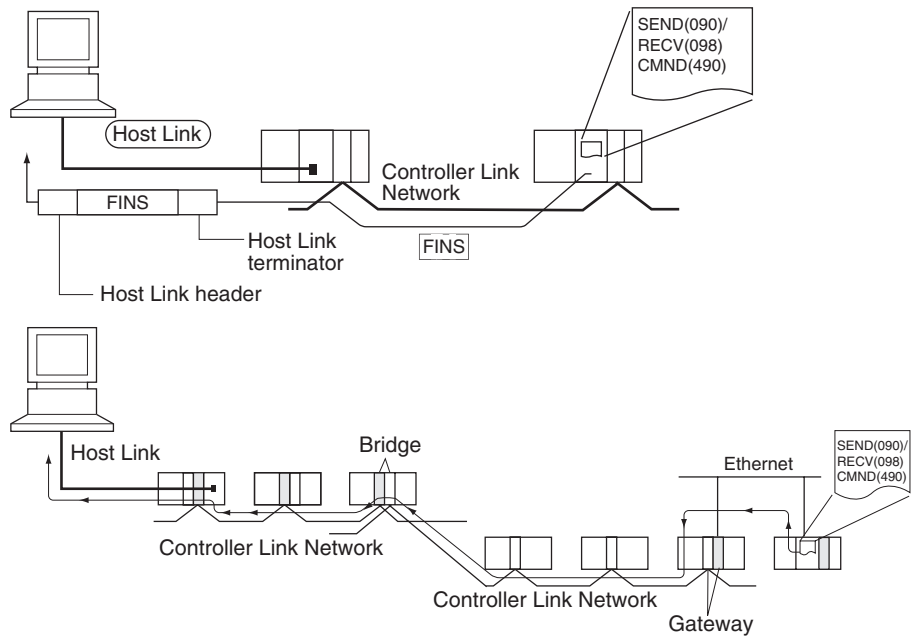 SEND(090)/
RECV(098)
CMND(490)
Host Link
Controller Link
Network
FINS
FINS
Host Link
terminator
Host Link header
Host Link
Bridge
Ethernet
SEND(090)/
RECV(098)
CMND(490)
Controller Link Network
Controller Link Network
Gateway